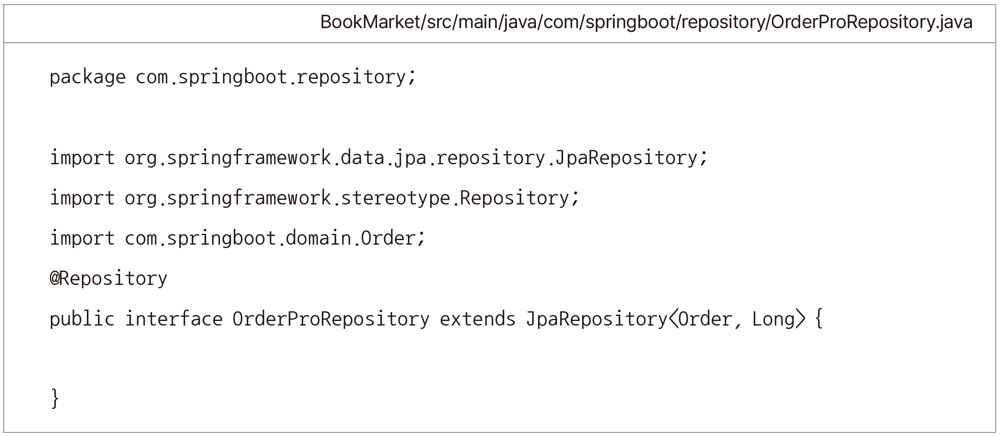 BookMarket/src/main/java/com/springboot/repository/OrderProRepository.java
package com.springboot.repository;
import org.springframework.data.jpa.repository.JpaRepository;
import org.springframework.stereotype.Repository;
import com.springboot.domain.Order;
@Repository
public interface OrderProRepository extends JpaRepository<Order, Long> {
}